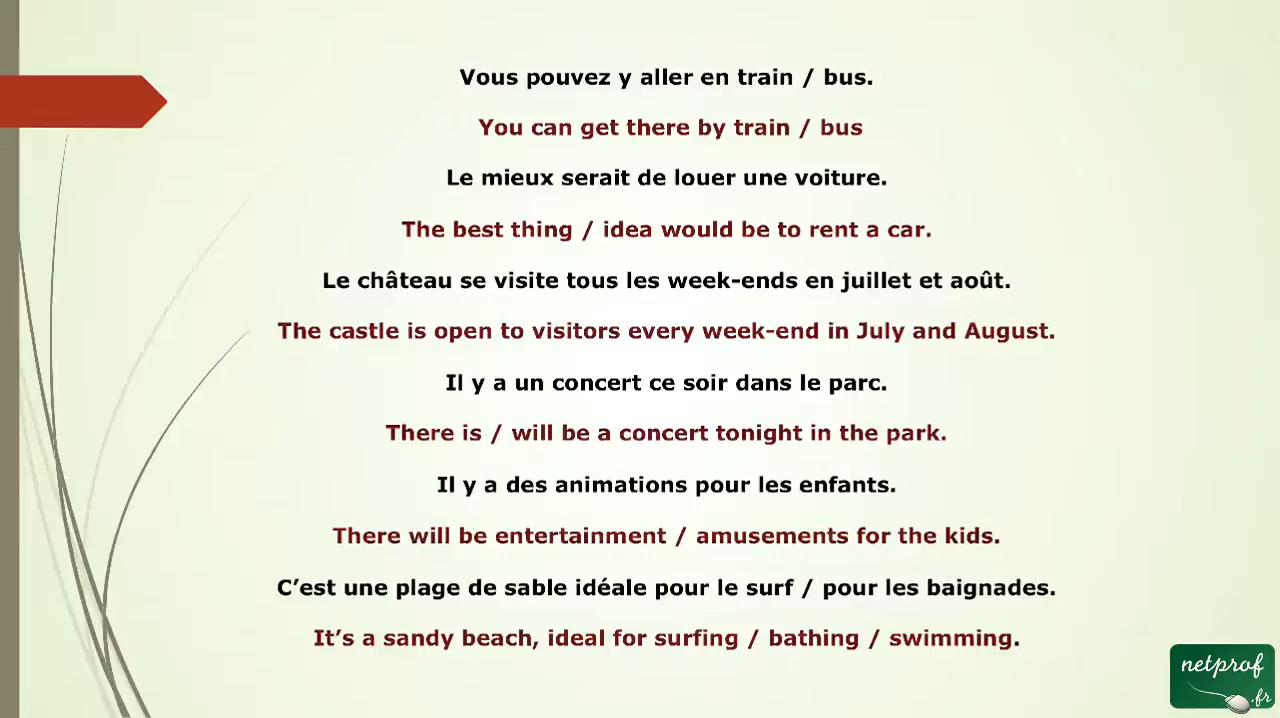 Vous pouvez y aller en train / bus.
You can get there by train / bus
Le mieux serait de louer une voiture.
The best thing / idea would be to rent a car.
Le château se visite tous les week-ends en juillet et août.
The castle is open to visitors every week-end in July and August.
Il y a un concert ce soir dans le parc.
There is / will be a concert tonight in the park.
Il y a des animations pour les enfants.
There will be entertainment / amusements for the kids.
C’est une plage de sable idéale pour le surf / pour les baignades.
It’s a sandy beach, ideal for surfing / bathing / swimming.
netprof
.fr